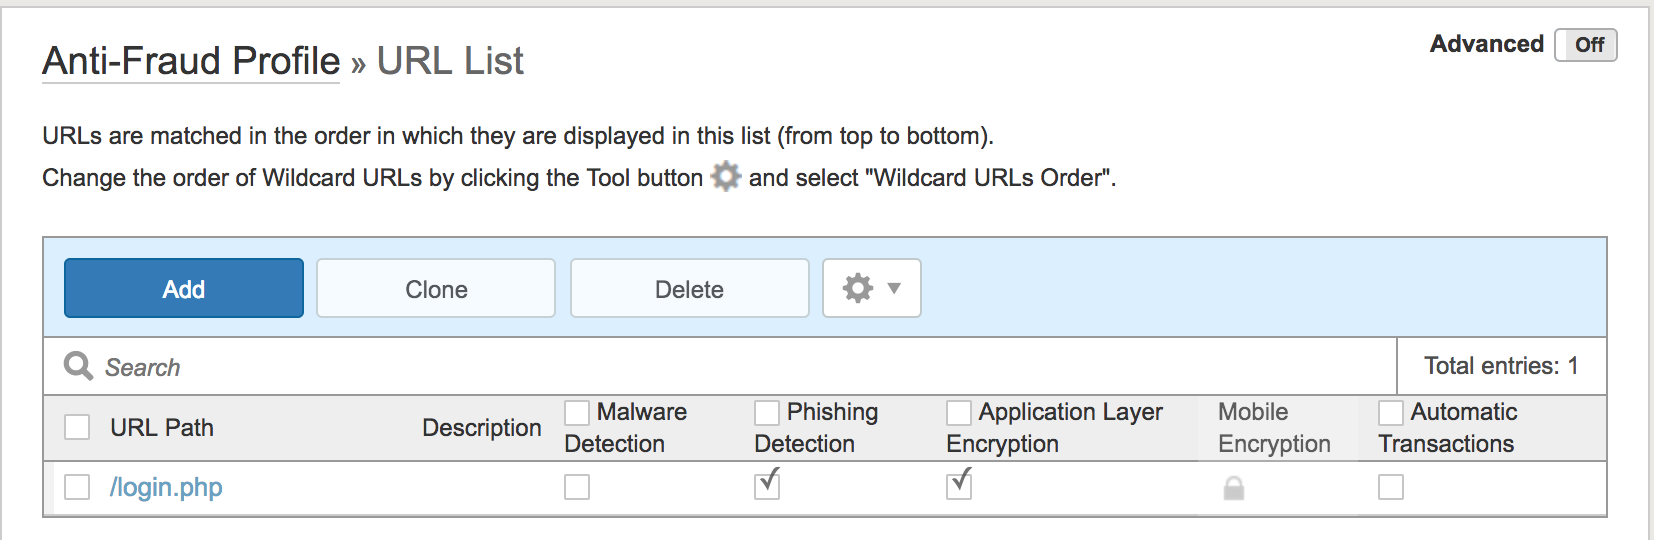 Anti-Fraud Profile » URL List
Advanced Off
URLs are matched in the order in which they are displayed in this list (from top to bottom).
Change the order of Wildcard URLs by clicking the Tool button and select "Wildcard URLs Order".
Add Clone Delete
Search Total entries: 1
URL Path Description Malware Detection Phishing Detection Application Layer Encryption Mobile Encryption Automatic Transactions
/login.php